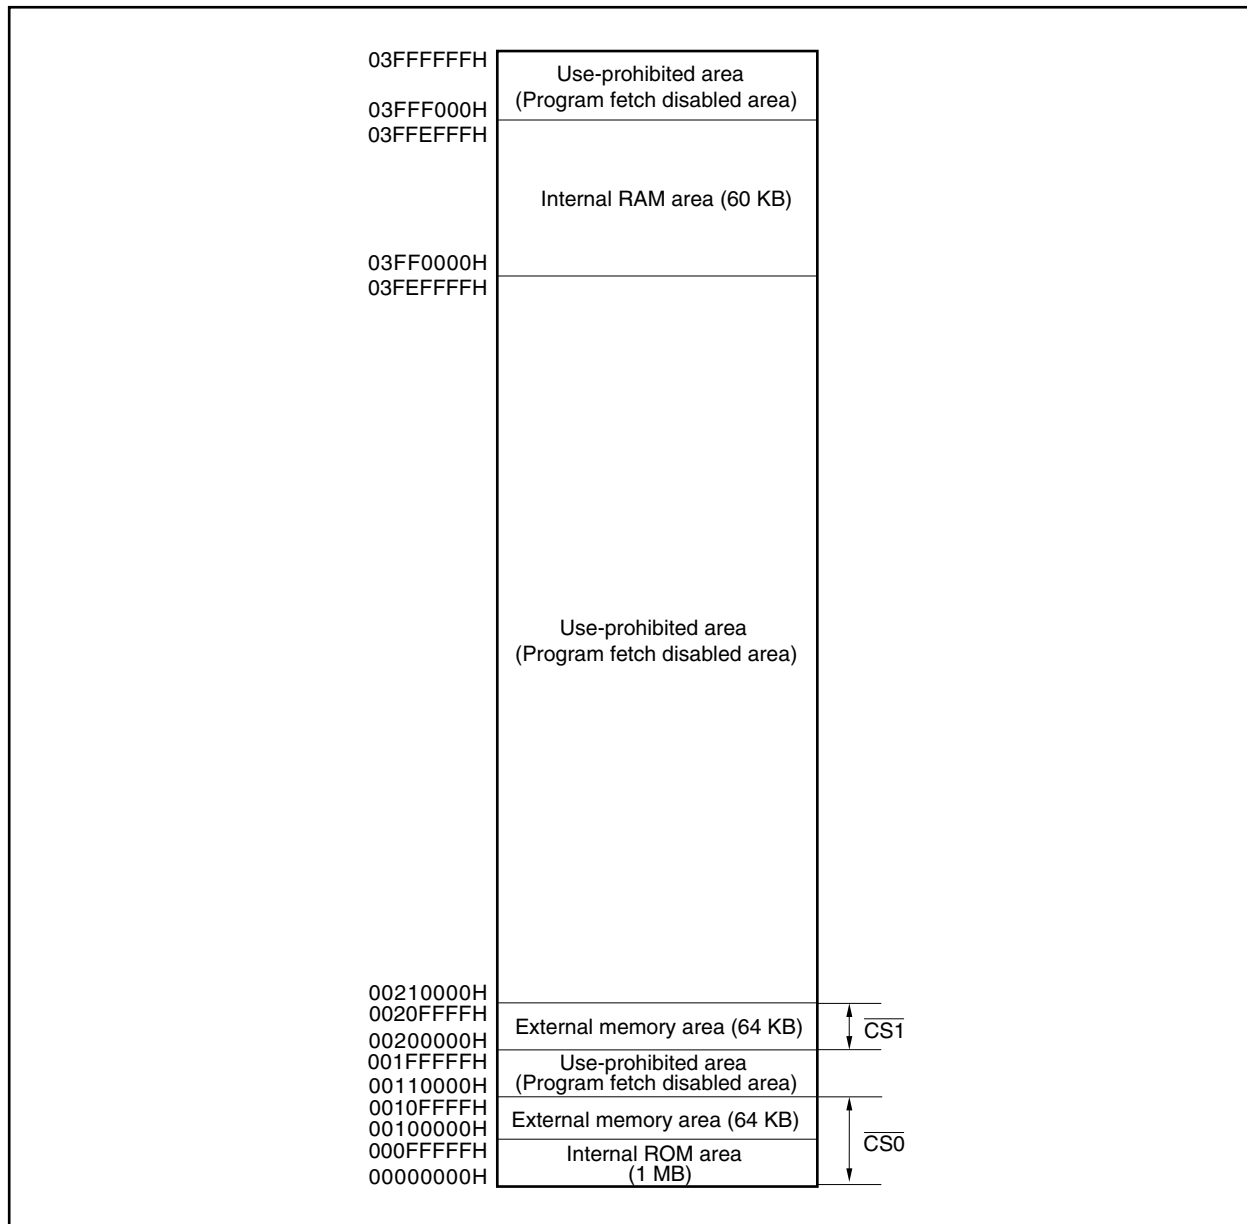 03FFFFFFH
Use-prohibited area
(Program fetch disabled area)
03FFF000H
03FFEFFFH
Internal RAM area (60 KB)
03FF0000H
03FEFFFFH
Use-prohibited area
(Program fetch disabled area)
00210000H
0020FFFFH
External memory area (64 KB)
CS1
00200000H
001FFFFFH
Use-prohibited area
(Program fetch disabled area)
00110000H
0010FFFFH
External memory area (64 KB)
00100000H
CS0
000FFFFFH
Internal ROM area
(1 MB)
00000000H